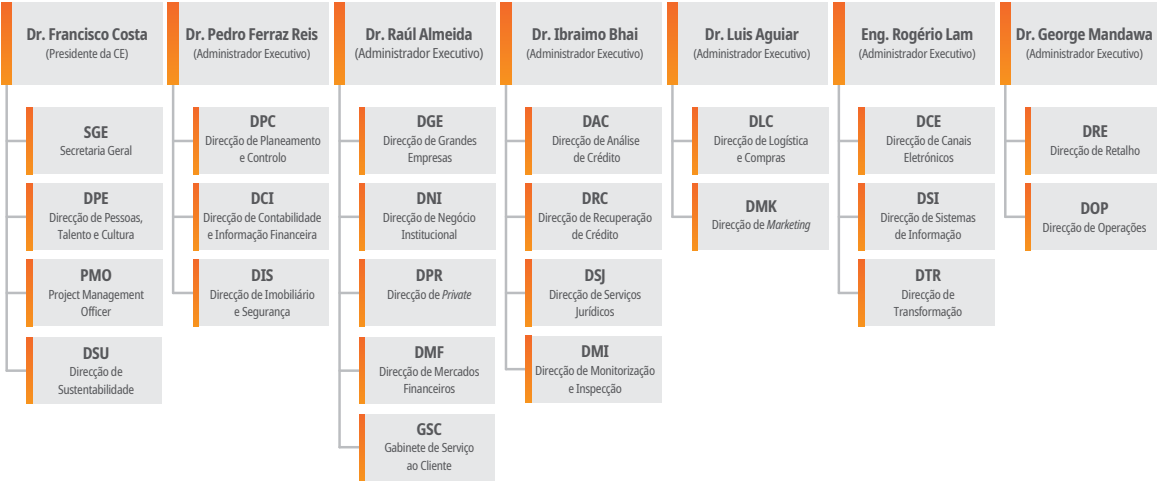 Dr. Francisco Costa
(Presidente da CE)
SGE
Secretaria Geral
DPE
Direcção de Pessoas,
Talento e Cultura
PMO
Project Management
Officer
DSU
Direcção de
Sustentabilidade
Dr. Pedro Ferraz Reis
(Administrador Executivo)
DPC
Direcção de Planeamento
e Controlo
DCI
Direcção de Contabilidade
e Informação Financeira
DIS
Direcção de Imobiliário
e Segurança
Dr. Raúl Almeida
(Administrador Executivo)
DGE
Direcção de Grandes
Empresas
DNI
Direcção de Negócio
Institucional
DPR
Direcção de Private
DMF
Direcção de Mercados
Financeiros
GSC
Gabinete de Serviço
ao Cliente
Dr. Ibraimo Bhai
(Administrador Executivo)
DAC
Direcção de Análise
de Crédito
DRC
Direcção de Recuperação
de Crédito
DSJ
Direcção de Serviços
Jurídicos
DMI
Direcção de Monitorização
e Inspecção
Dr. Luis Aguiar
(Administrador Executivo)
DLC
Direcção de Logística
e Compras
DMK
Direcção de Marketing
Eng. Rogério Lam
(Administrador Executivo)
DCE
Direcção de Canais
Eletrónicos
DSI
Direcção de Sistemas
de Informação
DTR
Direcção de
Transformação
Dr. George Mandawa
(Administrador Executivo)
DRE
Direcção de Retalho
DOP
Direcção de Operações